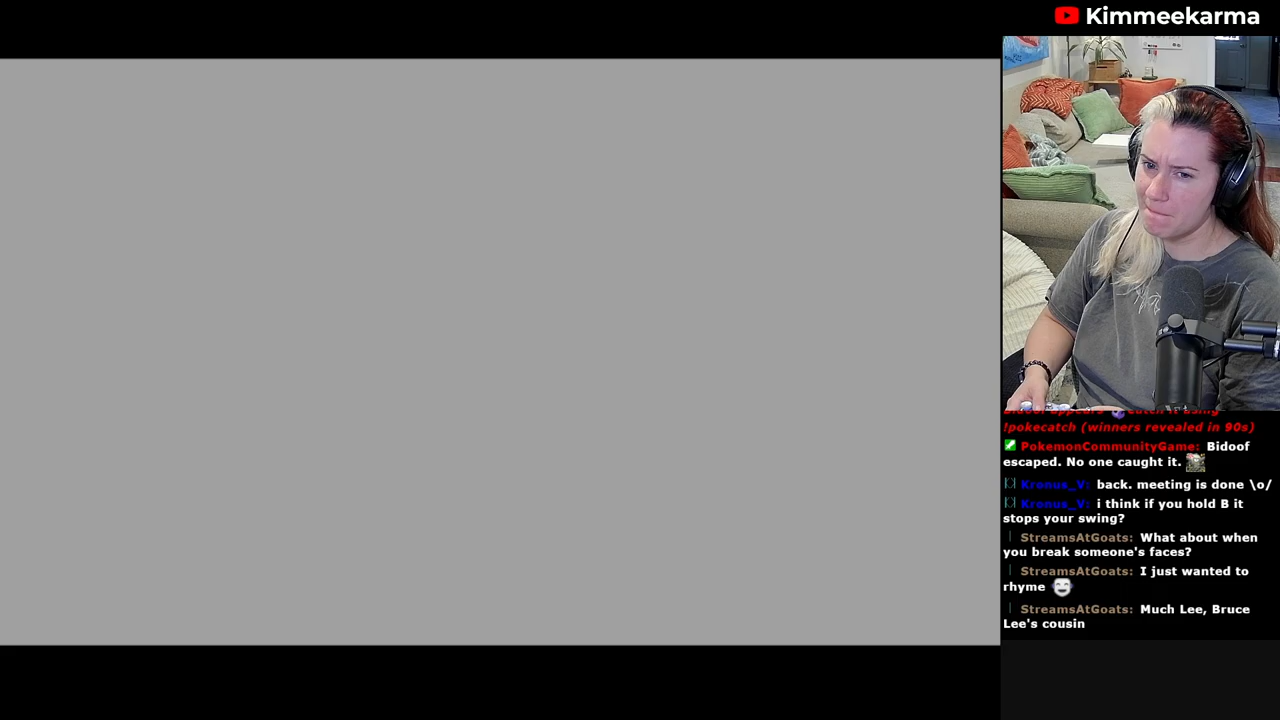 Kimmeekarma
!pokecatch (winners revealed in 90s)
PokemonCommunityGame: Bidoof
escaped. No one caught it.
Kronus_V: back. meeting is done \o/
Kronus_V: i think if you hold B it
stops your swing?
StreamsAtGoats: What about when
you break someone's faces?
StreamsAtGoats: I just wanted to
rhyme
StreamsAtGoats: Much Lee, Bruce
Lee's cousin